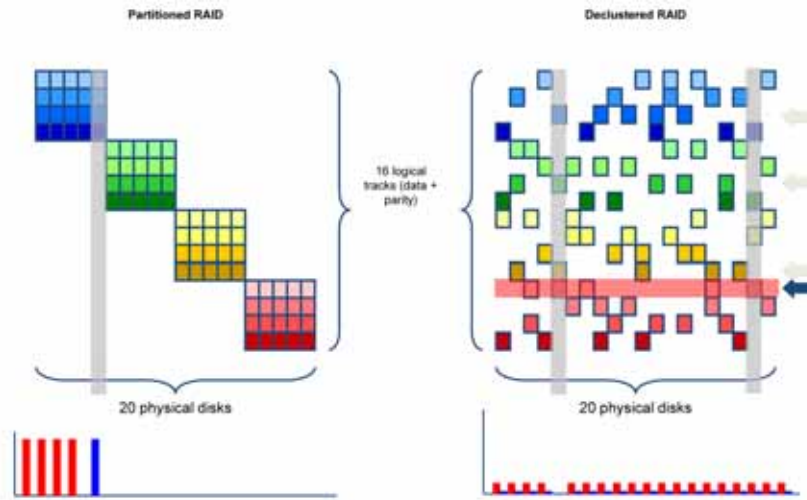 Partitioned RAID
Declustered RAID
16 logical
tracks (data +
parity)
20 physical disks
20 physical disks